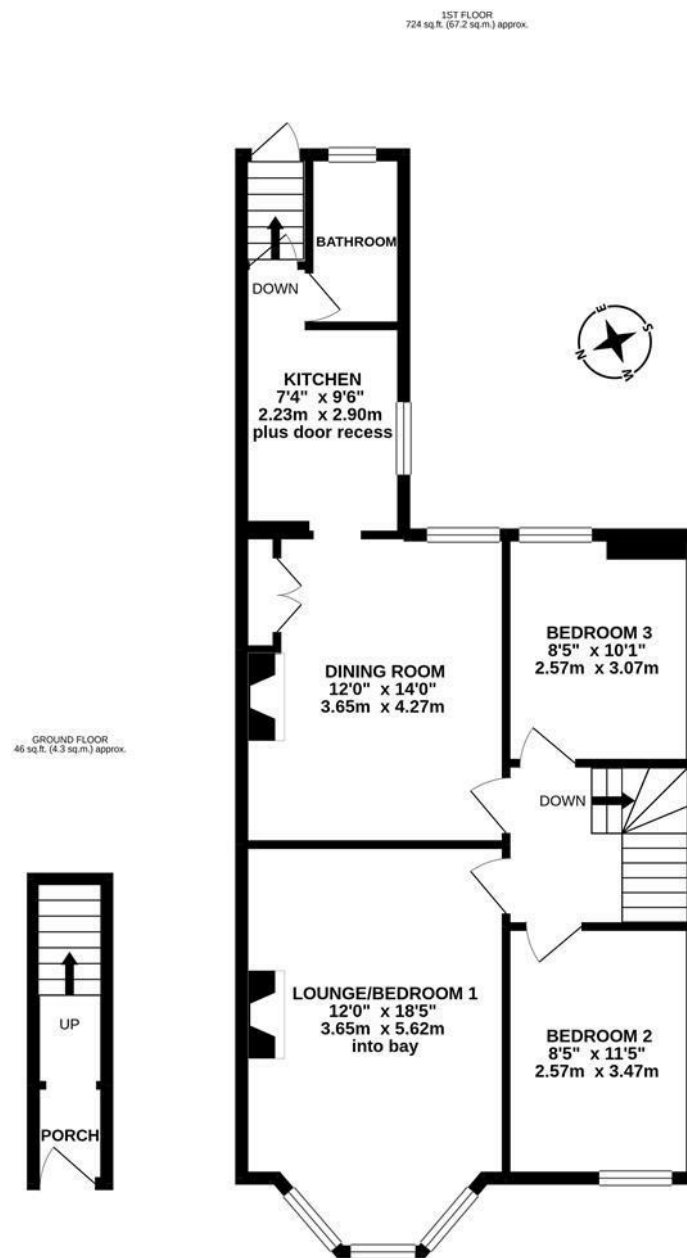 1ST FLOOR
724 sq.ft. (67.2 sq.m.) approx.
BATHROOM
DOWN
E
S
N
W
KITCHEN
7'4" x 9'6"
2.23m x 2.90m
plus door recess
BEDROOM 3
8'5" x 10'1"
2.57m x 3.07m
DINING ROOM
12'0" x 14'0"
3.65m x 4.27m
GROUND FLOOR
46 sq.ft. (4.3 sq.m.) approx.
DOWN
LOUNGE/BEDROOM 1
12'0" x 18'5"
3.65m x 5.62m
into bay
UP
BEDROOM 2
8'5" x 11'5"
2.57m x 3.47m
PORCH